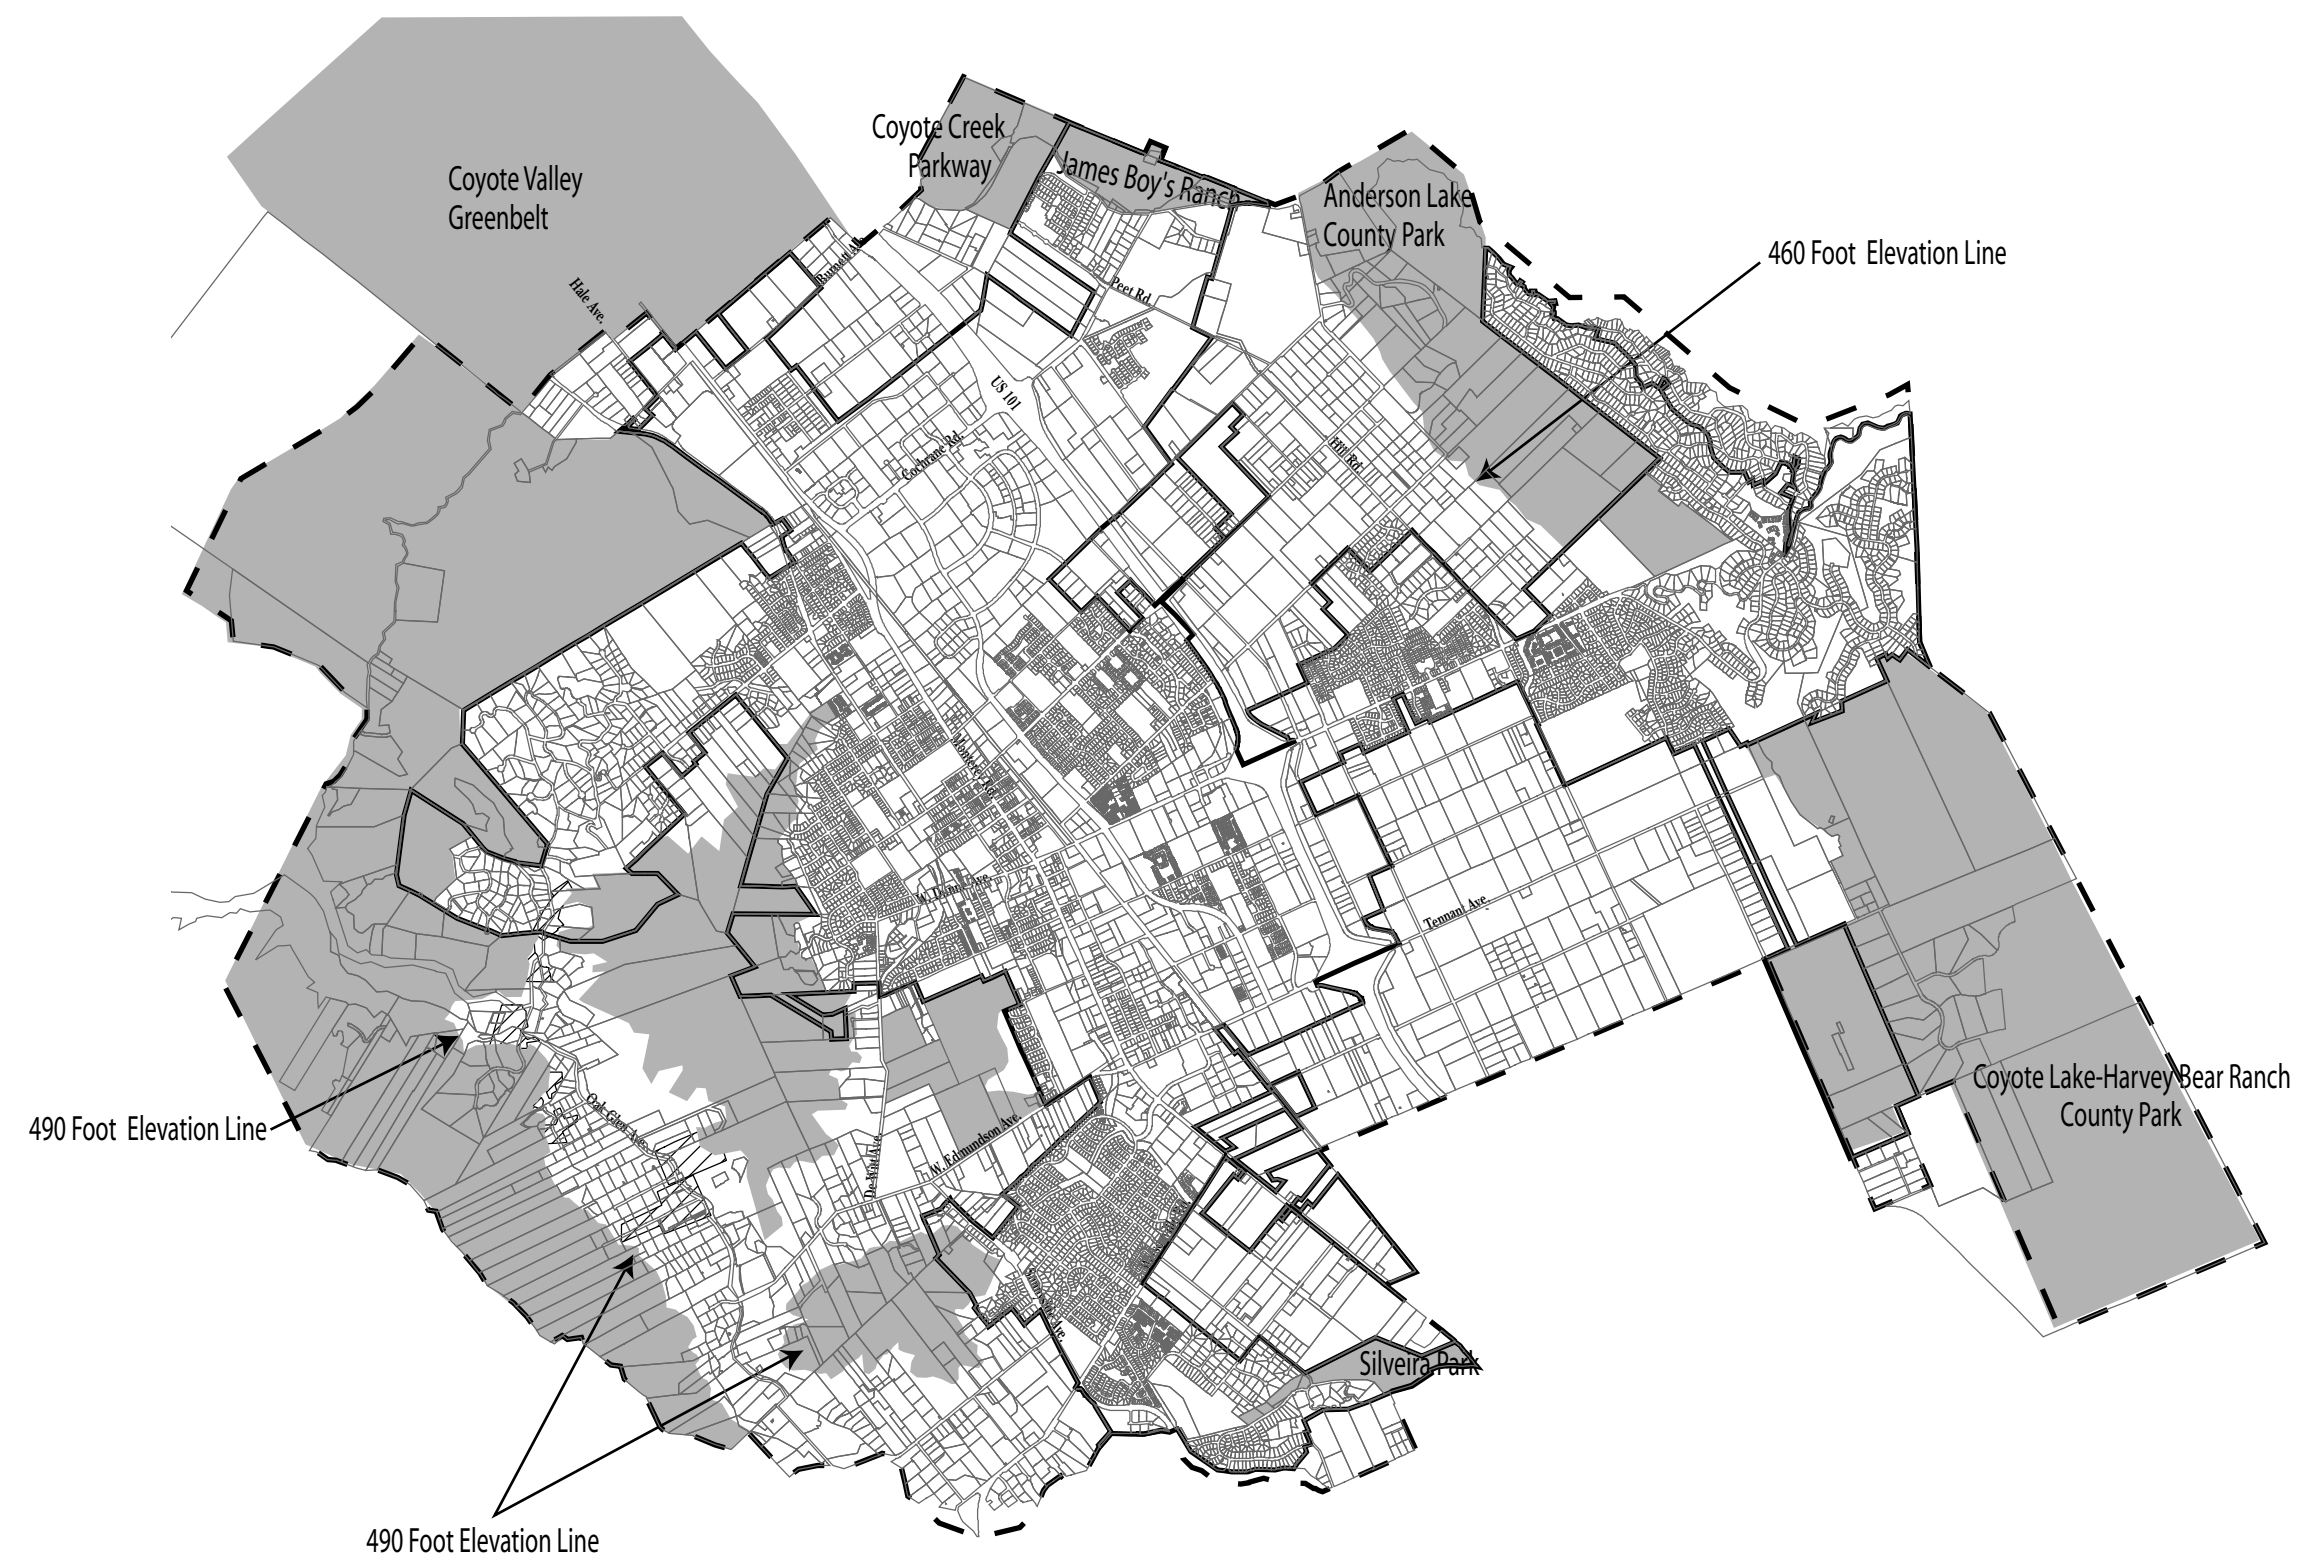 Coyote Creek
Parkway
James Boy's Ranch
Coyote Valley
Greenbelt
Anderson Lake
County Park
460 Foot Elevation Line
Burnett Av.
Hale Ave.
Peet Rd.
US 101
Cochrane Rd.
Hill Rd.
Monterey Rd.
W. Dunne Ave.
Tennant Ave.
Coyote Lake-Harvey Bear Ranch
County Park
490 Foot Elevation Line
Oak Glen Ave.
De Witt Ave.
W. Edmundson Ave.
Silveira Park
490 Foot Elevation Line